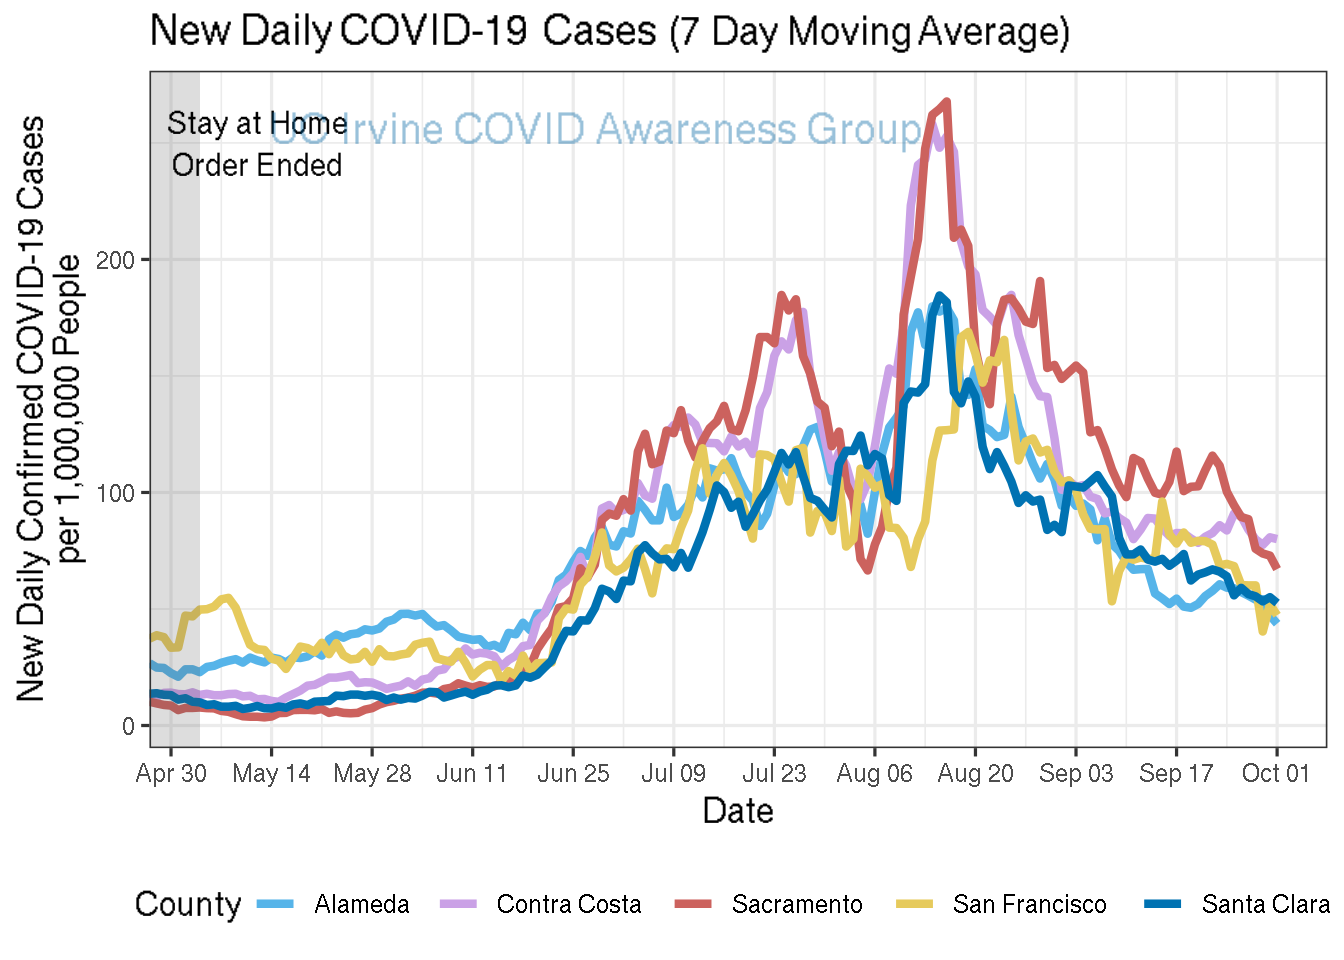 New Daily COVID-19 Cases (7 Day Moving Average)
Stay at Home
Order Ended
UC Irvine COVID Awareness Group
New Daily Confirmed COVID-19 Cases
per 1,000,000 People
200
100
0
Apr 30 May 14 May 28 Jun 11 Jun 25 Jul 09 Jul 23 Aug 06 Aug 20 Sep 03 Sep 17 Oct 01
Date
County Alameda Contra Costa Sacramento San Francisco Santa Clara